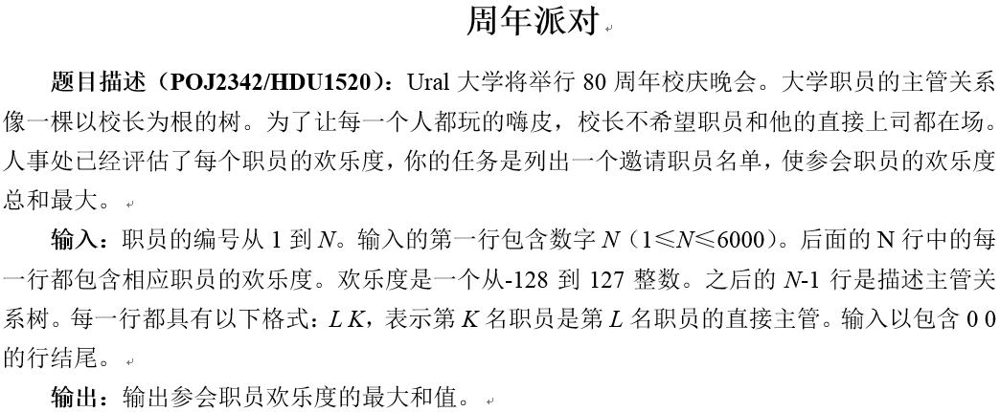 周年派对
题目描述（POJ2342/HDU1520）：Ural 大学将举行 80 周年校庆晚会。大学职员的主管关系
像一棵以校长为根的树。为了让每一个人都玩的嗨皮，校长不希望职员和他的直接上司都在场。
人事处已经评估了每个职员的欢乐度，你的任务是列出一个邀请职员名单，使参会职员的欢乐度
总和最大。
输入：职员的编号从 1 到 N。输入的第一行包含数字 N（1≤N≤6000）。后面的 N 行中的每
一行都包含相应职员的欢乐度。欢乐度是一个从-128 到 127 整数。之后的 N-1 行是描述主管关
系树。每一行都具有以下格式：L K，表示第 K 名职员是第 L 名职员的直接主管。输入以包含 0 0
的行结尾。
输出：输出参会职员欢乐度的最大和值。